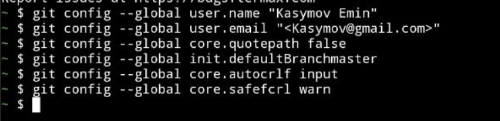 ~ $ git config --global user.name "Kasymov Emin"
~ $ git config --global user.email "<Kasymov@gmail.com>"
~ $ git config --global core.quotepath false
~ $ git config --global init.defaultBranchmaster
~ $ git config --global core.autocrlf input
~ $ git config --global core.safefcrl warn
~ $